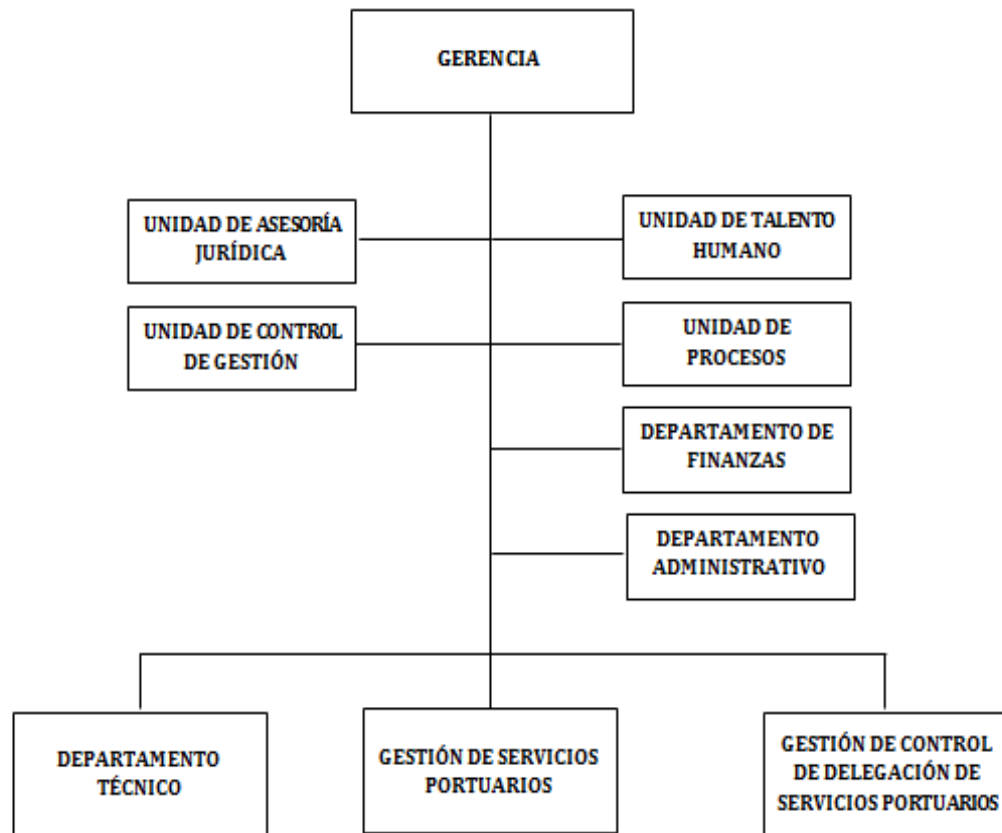 GERENCIA
UNIDAD DE ASESORÍA
JURÍDICA
UNIDAD DE TALENTO
HUMANO
UNIDAD DE CONTROL
DE GESTIÓN
UNIDAD DE
PROCESOS
DEPARTAMENTO DE
FINANZAS
DEPARTAMENTO
ADMINISTRATIVO
DEPARTAMENTO
TÉCNICO
GESTIÓN DE SERVICIOS
PORTUARIOS
GESTIÓN DE CONTROL
DE DELEGACIÓN DE
SERVICIOS PORTUARIOS